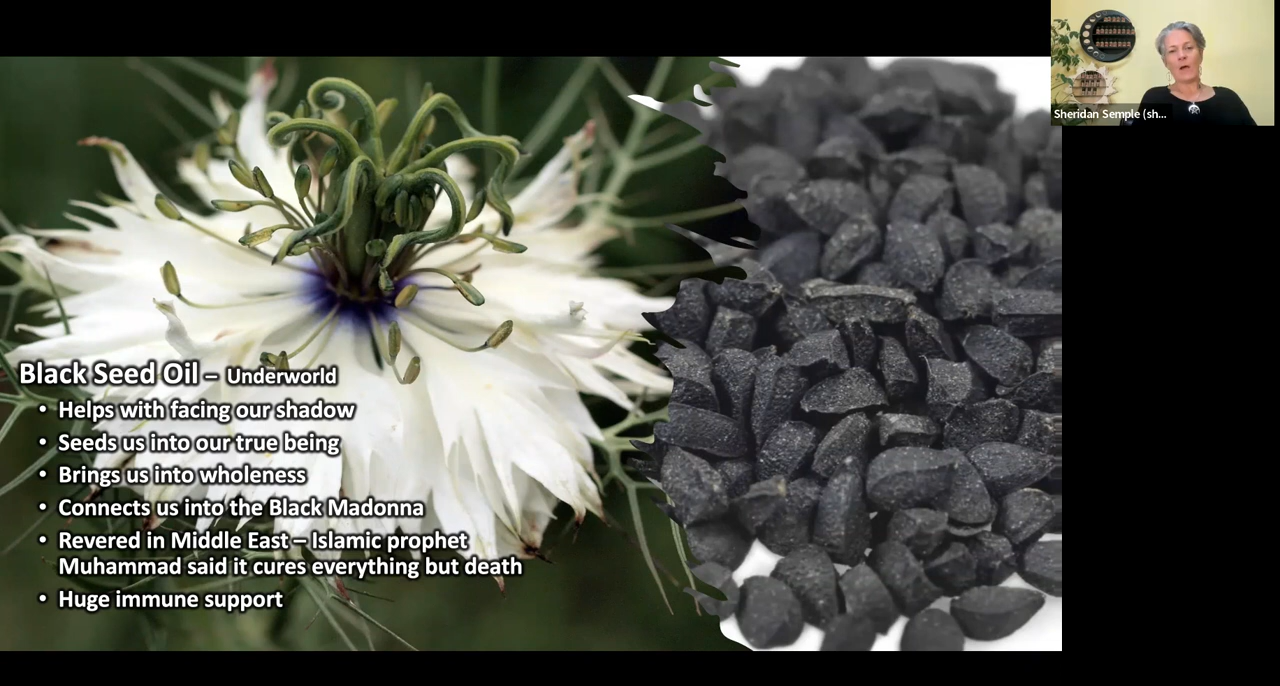 Sheridan Semple (sh...
Black Seed Oil – Underworld
• Helps with facing our shadow
• Seeds us into our true being
• Brings us into wholeness
• Connects us into the Black Madonna
• Revered in Middle East – Islamic prophet
Muhammad said it cures everything but death
• Huge immune support